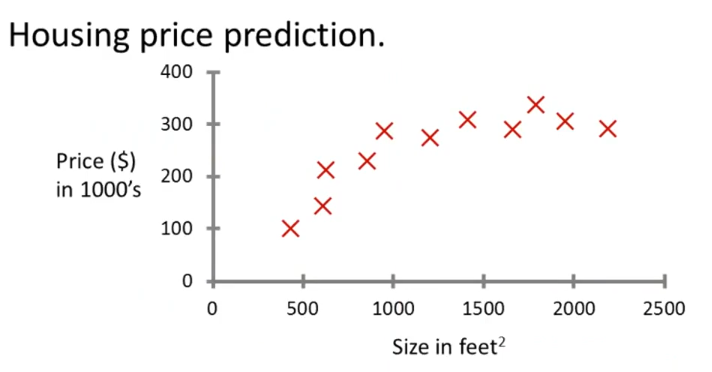 Housing price prediction.
400
300
Price ($)
in 1000's
200
100
0
0 500 1000 1500 2000 2500
Size in feet²